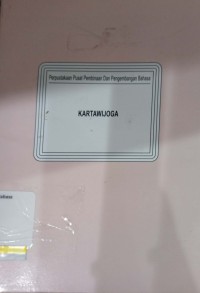 Perpustakaan Pusat Pembinaan Dan Pengembangan Bahasa
KARTAWIJOGA